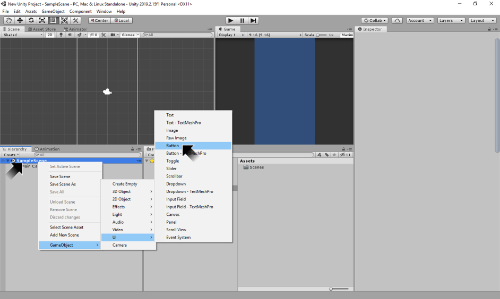 New Unity Project - SampleScene - PC, Mac & Linux Standalone - Unity 2019.2.19f1 Personal <DX11>
File Edit Assets GameObject Component Window Help
Center Local
Collab Account Layers Layout
Scene Asset Store Animator
Shaded 2D Gizmos
Game
Display 1 Scale
Inspector
Hierarchy Animation
Create
SampleScene
Set Active Scene
Save Scene
Save Scene As
Save All
Unload Scene
Remove Scene
Discard changes
Select Scene Asset
Add New Scene
GameObject
Create Empty
3D Object
2D Object
Effects
Light
Audio
Video
UI
Camera
Text
Text - TextMeshPro
Image
Raw Image
Button
Button - TextMeshPro
Toggle
Slider
Scrollbar
Dropdown
Dropdown - TextMeshPro
Input Field
Input Field - TextMeshPro
Canvas
Panel
Scroll View
Event System
Assets
Scenes